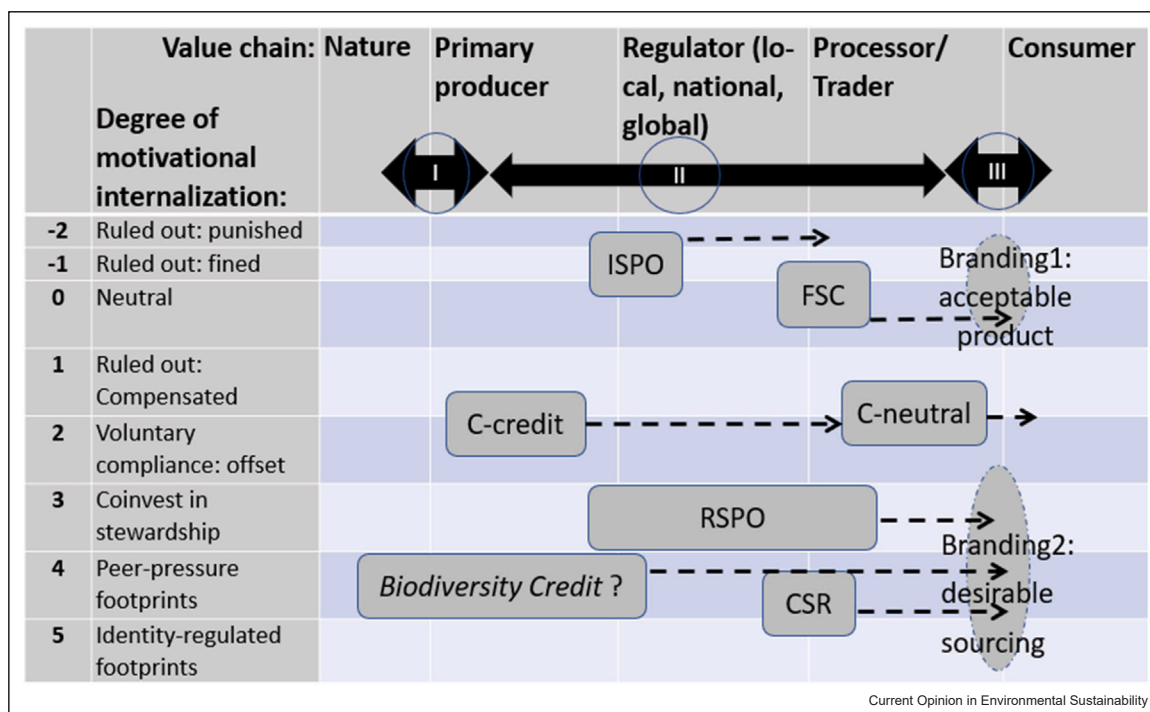 Value chain: Nature Primary producer Regulator (lo-cal, national, global) Processor/ Trader Consumer
Degree of
motivational
internalization:
I II III
-2 Ruled out: punished
-1 Ruled out: fined
0 Neutral
ISPO
FSC
Branding1:
acceptable
product
1 Ruled out:
Compensated
2 Voluntary
compliance: offset
C-credit
C-neutral
3 Coinvest in
stewardship
RSPO
4 Peer-pressure
footprints
Biodiversity Credit ?
CSR
Branding2:
desirable
sourcing
5 Identity-regulated
footprints
Current Opinion in Environmental Sustainability